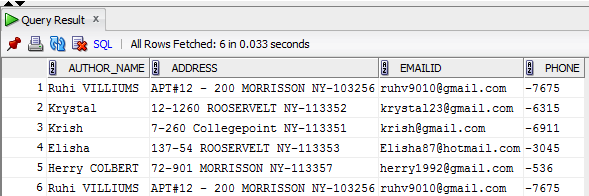 Query Result ×
SQL | All Rows Fetched: 6 in 0.033 seconds
AUTHOR_NAME ADDRESS EMAILID PHONE
1 Ruhi VILLIUMS APT#12 - 200 MORRISSON NY-103256 ruhv9010@gmail.com -7675
2 Krystal 12-1260 ROOSERVELT NY-113352 krysta123@gmail.com -6315
3 Krish 7-260 Collegepoint NY-113351 krish@gmail.com -6911
4 Elisha 137-54 ROOSERVELT NY-113353 Elisha87@hotmail.com -3045
5 Herry COLBERT 72-901 MORRISSON NY-113357 herry1992@gmail.com -536
6 Ruhi VILLIUMS APT#12 - 200 MORRISSON NY-103256 ruhv9010@gmail.com -7675